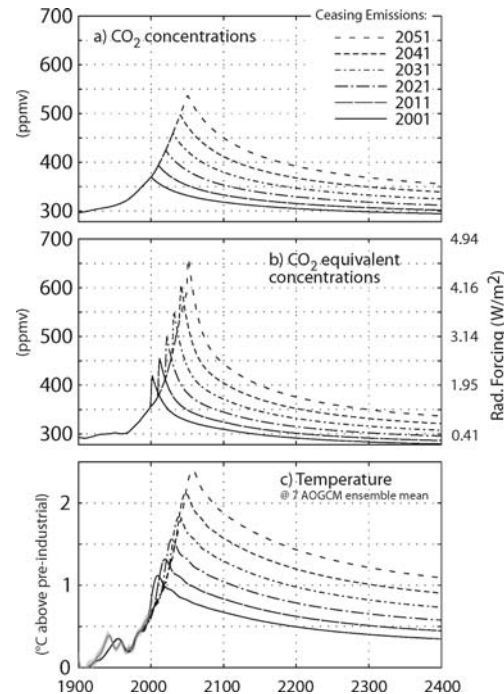 700
600
500
400
300
(ppmv)
a) CO2 concentrations
Ceasing Emissions:
2051
2041
2031
2021
2011
2001
700
600
500
400
300
(ppmv)
b) CO2 equivalent
concentrations
4.94
4.16
3.14
1.95
0.41
Rad. Forcing (W/m2)
2
1
0
(°C above pre-industrial)
c) Temperature
@ 7 AOGCM ensemble mean
1900 2000 2100 2200 2300 2400